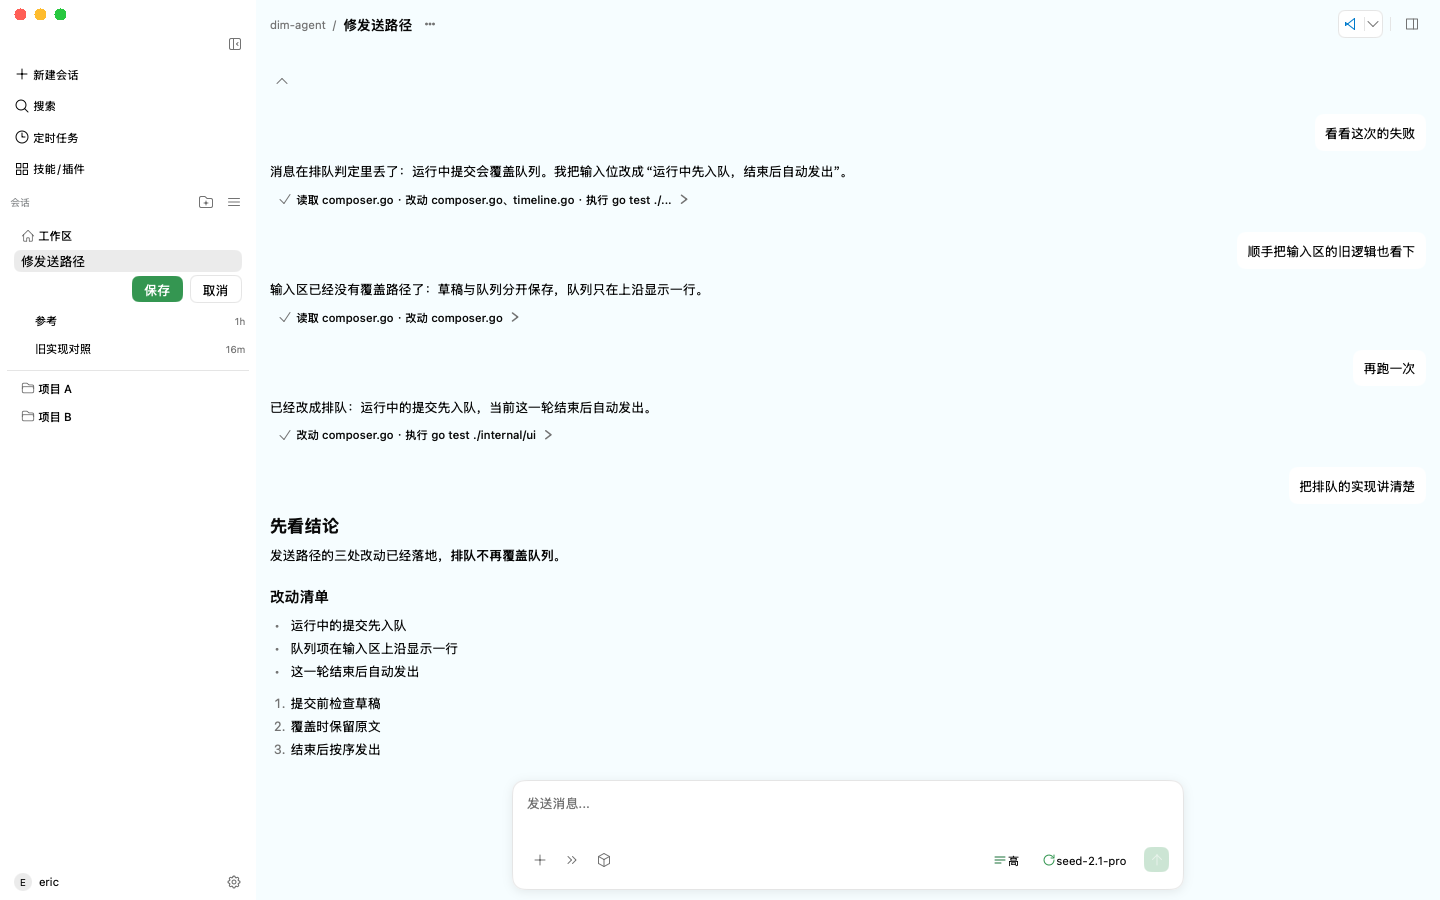 dim-agent / 修发送路径 ···
新建会话
搜索
定时任务
技能/插件
会话
工作区
修发送路径
保存 取消
参考 1h
旧实现对照 16m
项目 A
项目 B
E eric
看看这次的失败
消息在排队判定里丢了：运行中提交会覆盖队列。我把输入位改成“运行中先入队，结束后自动发出”。
读取 composer.go · 改动 composer.go、timeline.go · 执行 go test ./...
顺手把输入区的旧逻辑也看下
输入区已经没有覆盖路径了：草稿与队列分开保存，队列只在上沿显示一行。
读取 composer.go · 改动 composer.go
再跑一次
已经改成排队：运行中的提交先入队，当前这一轮结束后自动发出。
改动 composer.go · 执行 go test ./internal/ui
把排队的实现讲清楚
先看结论
发送路径的三处改动已经落地，排队不再覆盖队列。
改动清单
• 运行中的提交先入队
• 队列项在输入区上沿显示一行
• 这一轮结束后自动发出
1. 提交前检查草稿
2. 覆盖时保留原文
3. 结束后按序发出
发送消息...
高 seed-2.1-pro